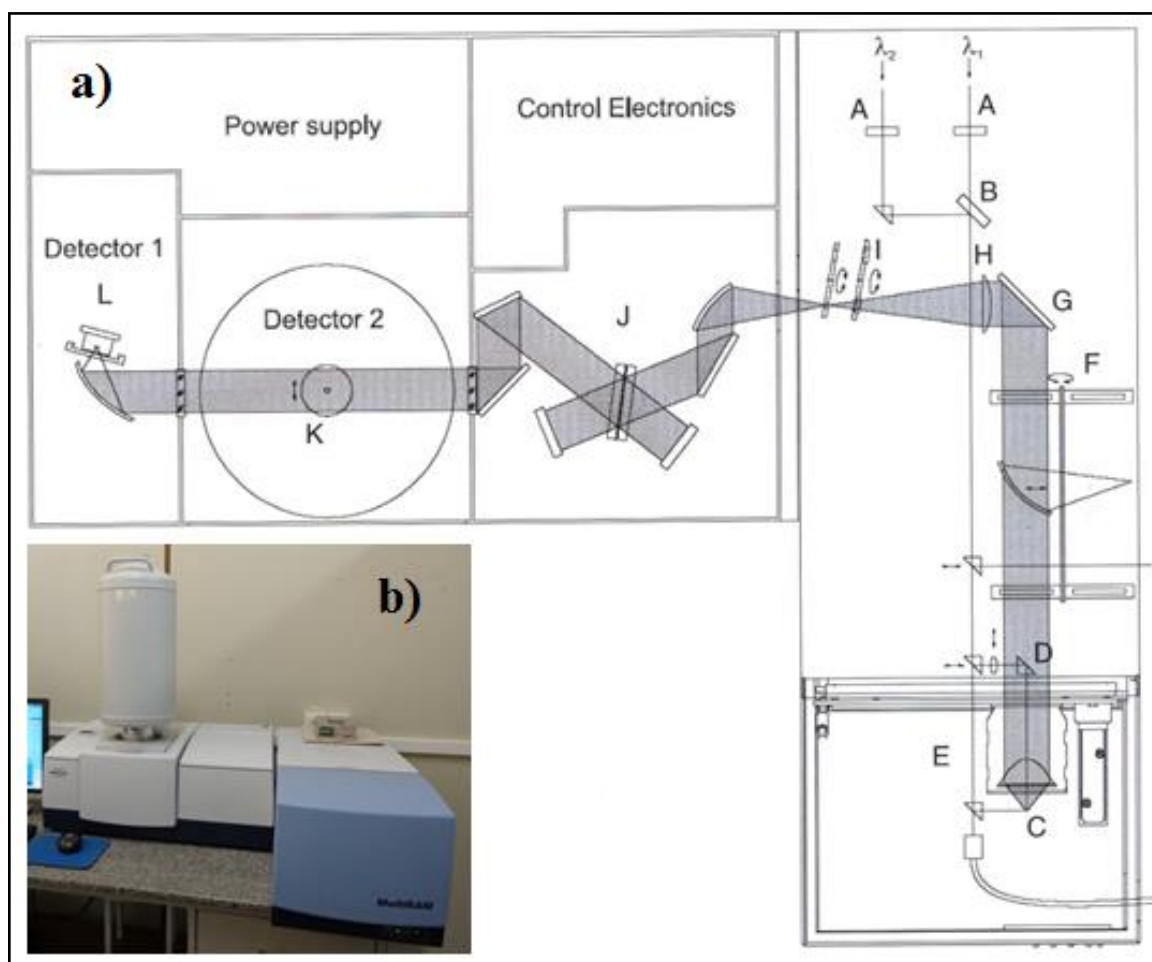 a)
Power supply
Control Electronics
λ₂
λ₁
A
A
B
Detector 1
L
Detector 2
J
I
H
G
F
K
D
E
C
b)
MultiRAM